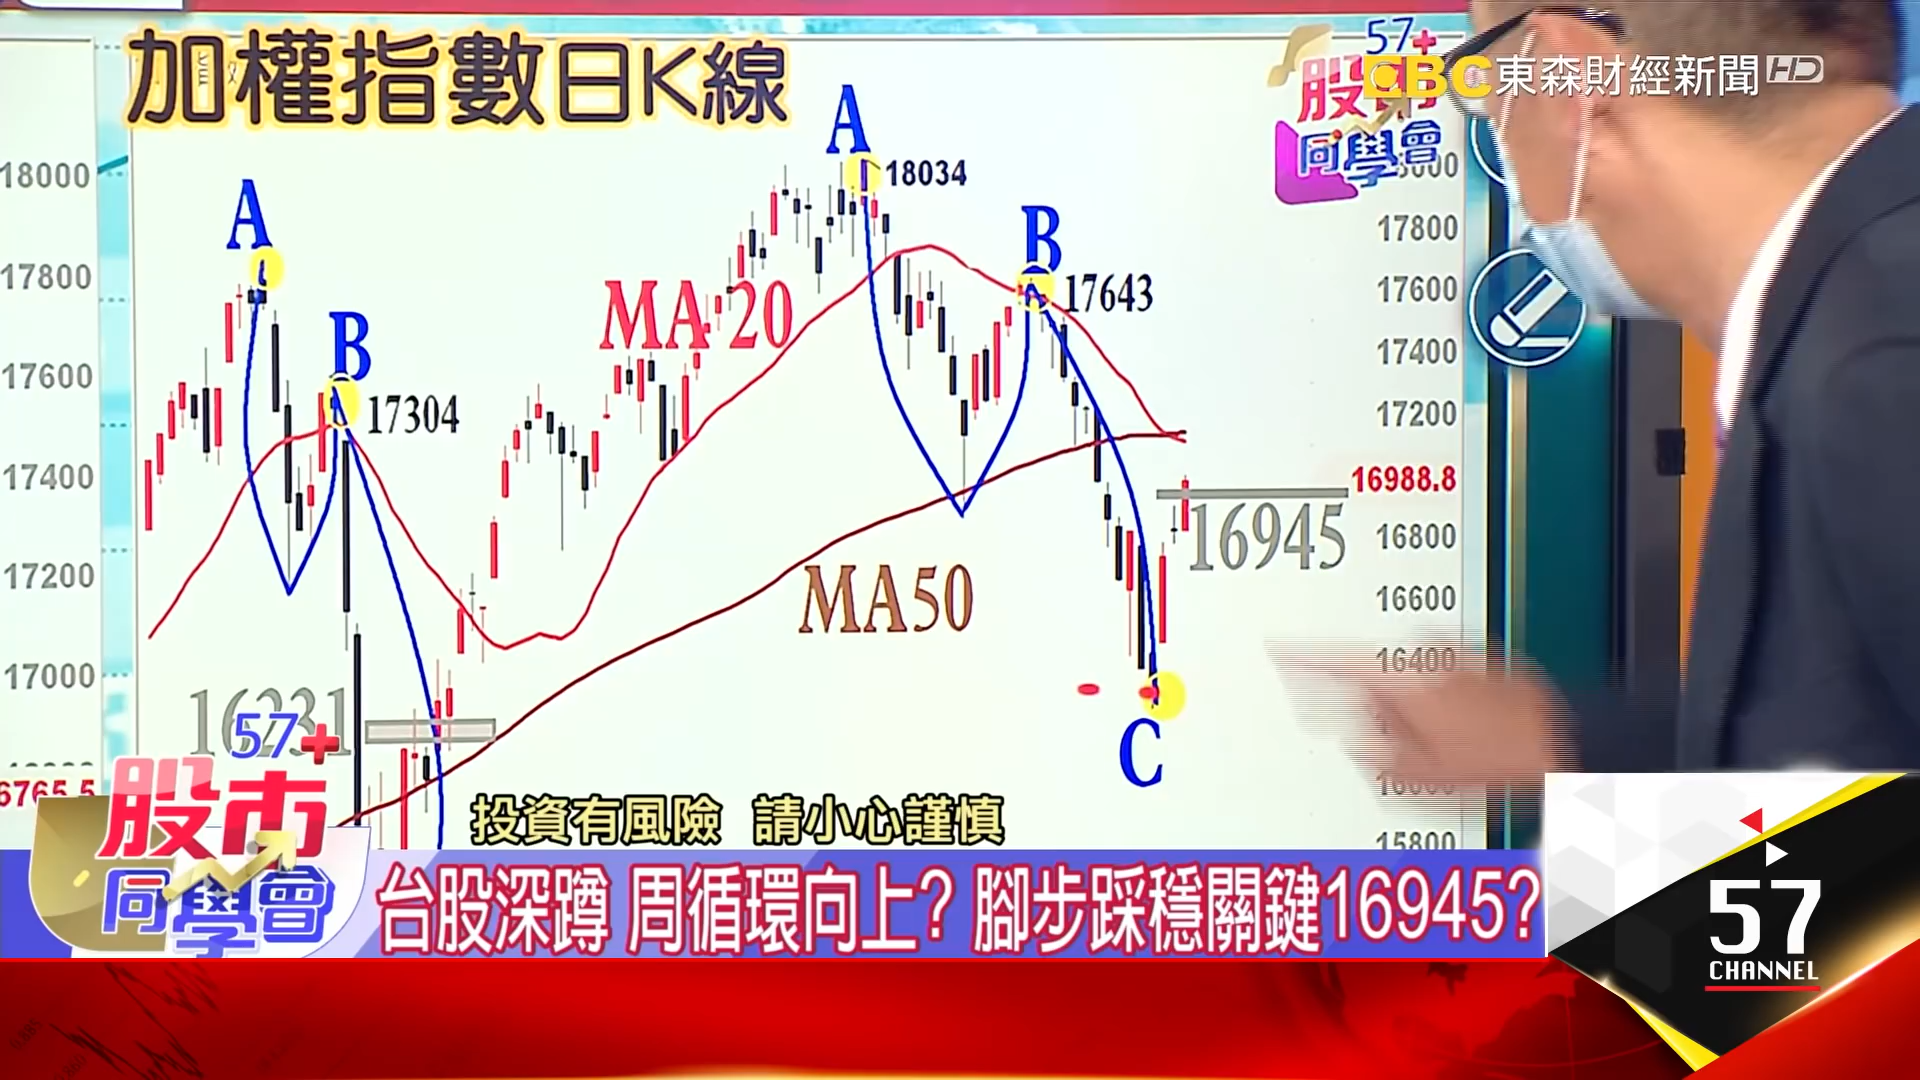 加權指數日K線
57+
股市
同學會
EBC東森財經新聞HD
A
18034
A
B
17643
B
17304
MA 20
MA50
16945
16231
C
18000
17800
17600
17400
17200
17000
17800
17600
17400
17200
16988.8
16800
16600
16400
15800
57+
股市
同學會
投資有風險 請小心謹慎
台股深蹲 周循環向上? 腳步踩穩關鍵16945?
57
CHANNEL